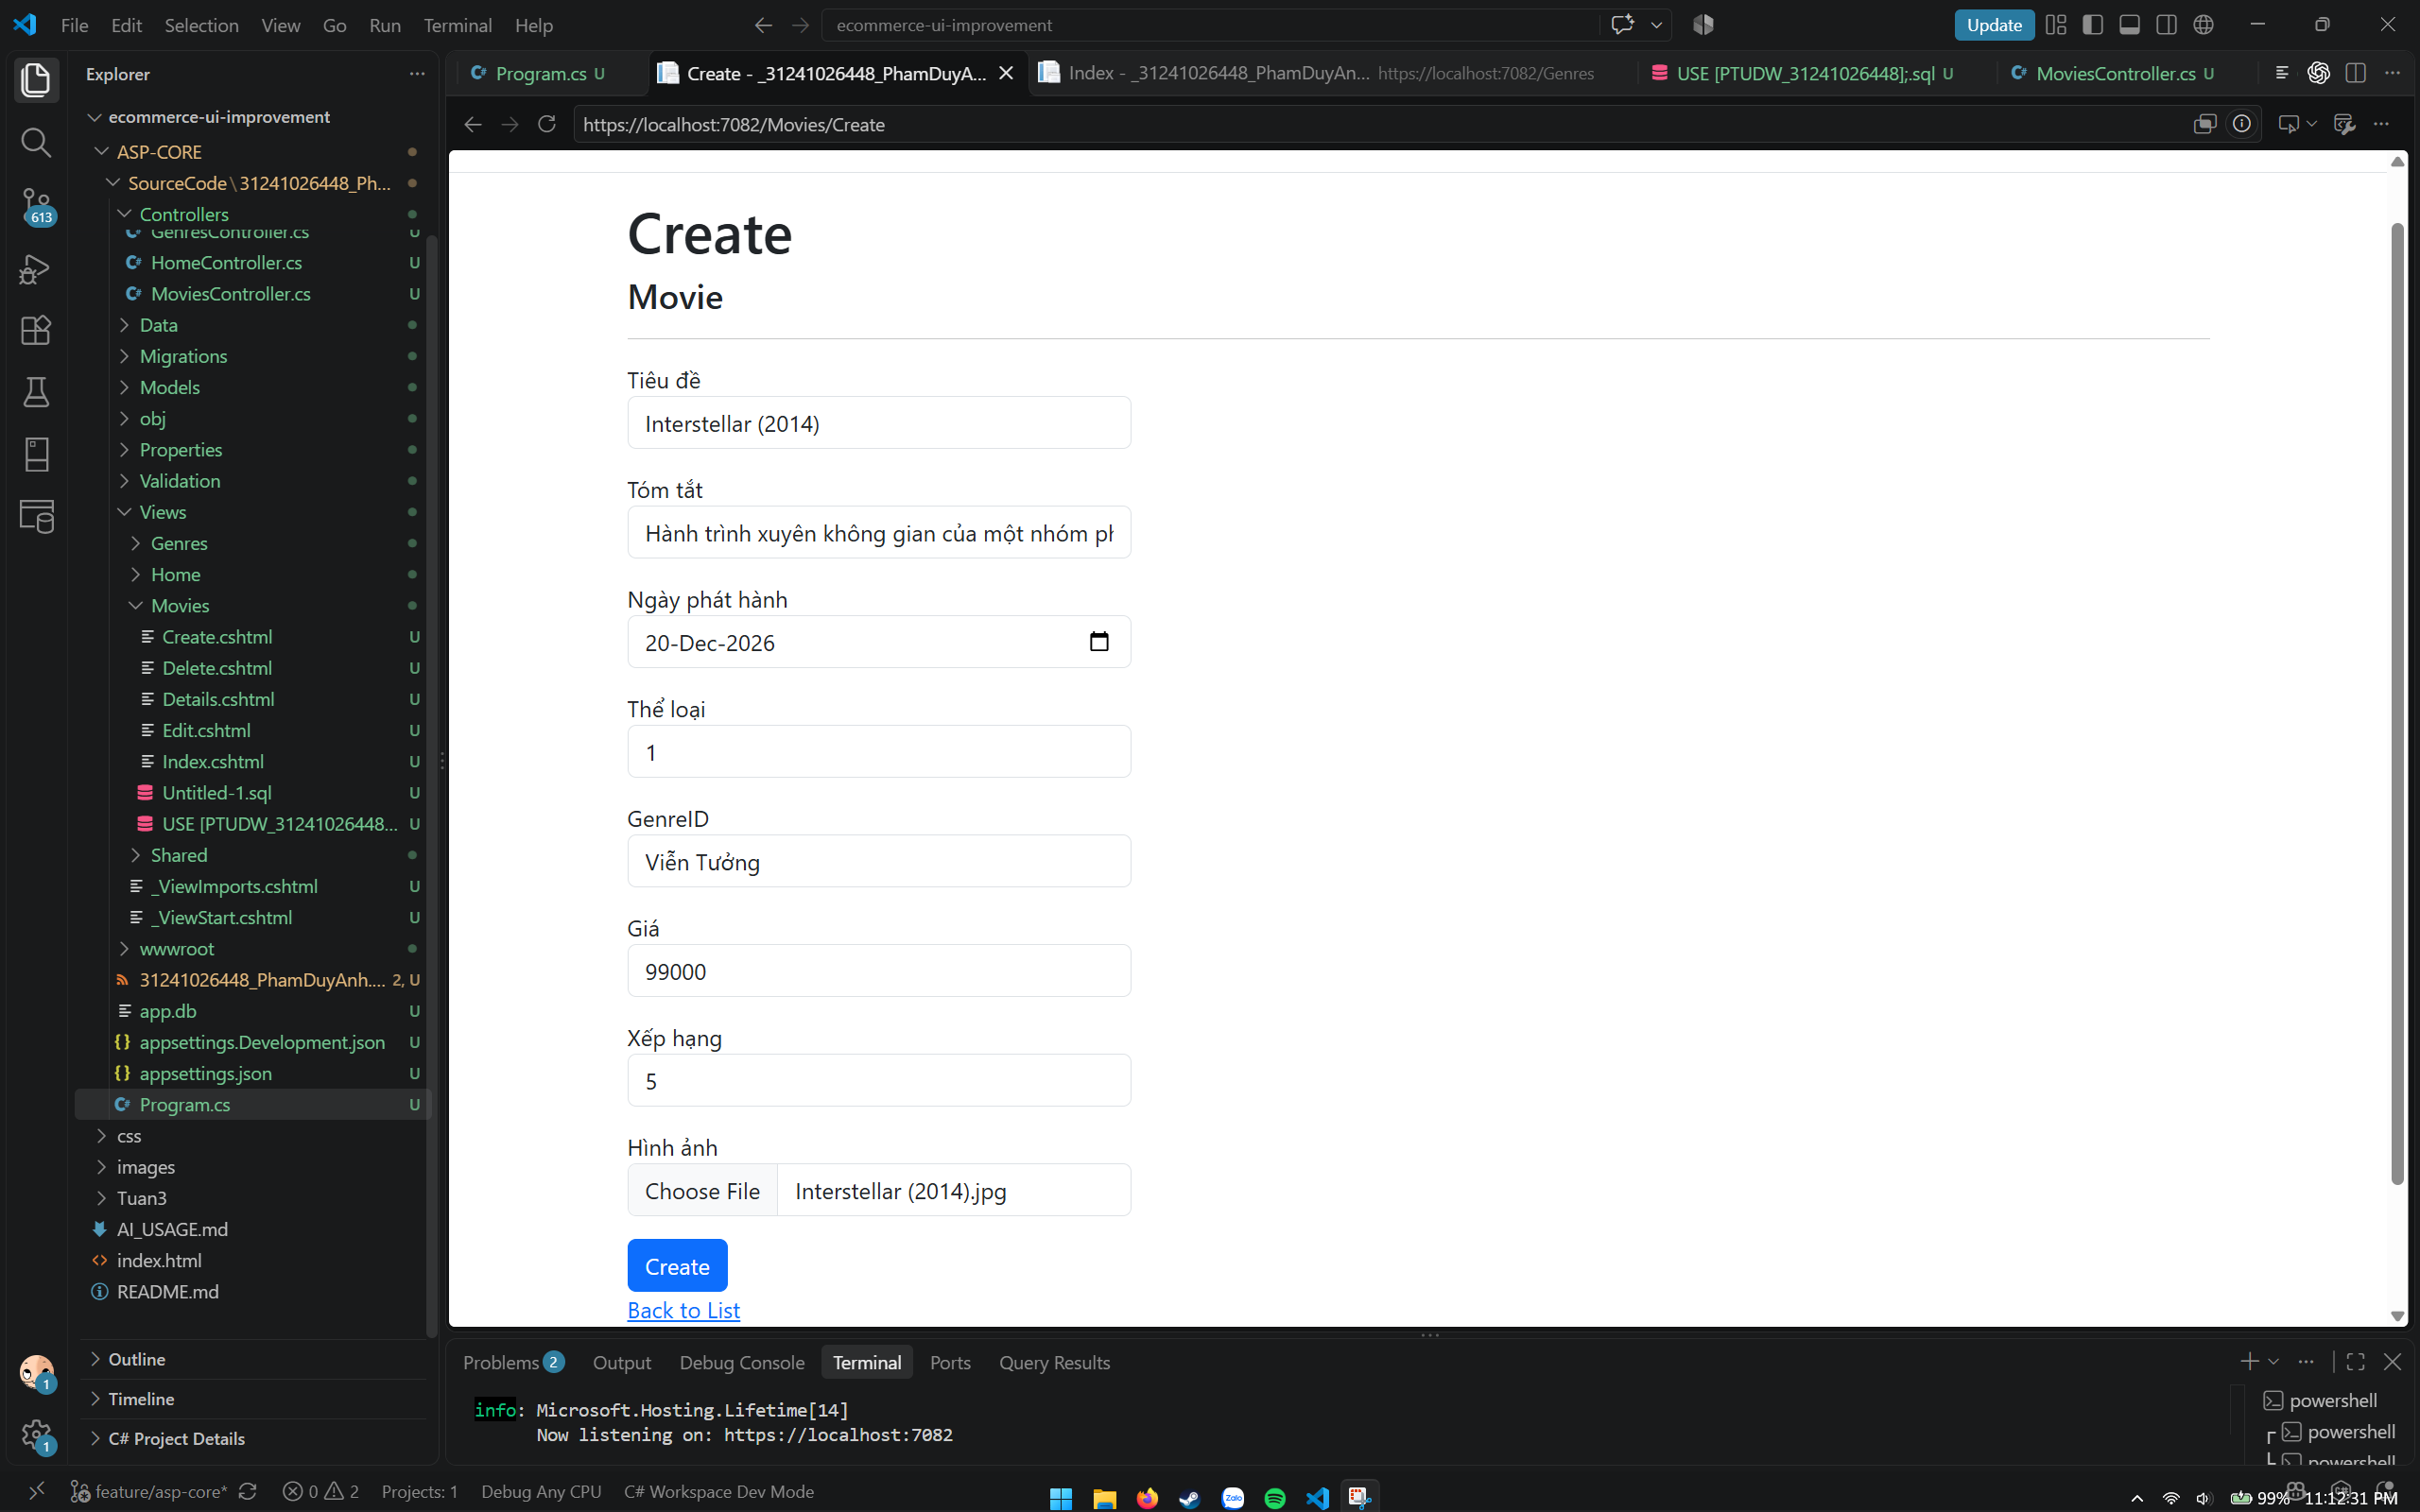 File Edit Selection View Go Run Terminal Help
ecommerce-ui-improvement
Update
Explorer
ecommerce-ui-improvement
ASP-CORE
SourceCode\31241026448_Ph...
Controllers
GenresController.cs U
HomeController.cs U
MoviesController.cs U
Data
Migrations
Models
obj
Properties
Validation
Views
Genres
Home
Movies
Create.cshtml U
Delete.cshtml U
Details.cshtml U
Edit.cshtml U
Index.cshtml U
Untitled-1.sql U
USE [PTUDW_31241026448... U
Shared
_ViewImports.cshtml U
_ViewStart.cshtml U
wwwroot
31241026448_PhamDuyAnh.... 2, U
app.db U
appsettings.Development.json U
appsettings.json U
Program.cs U
css
images
Tuan3
AI_USAGE.md
index.html
README.md
Outline
Timeline
C# Project Details
613
1
1
Program.cs U
Create - _31241026448_PhamDuyA...
Index - _31241026448_PhamDuyAn... https://localhost:7082/Genres
USE [PTUDW_31241026448];.sql U
MoviesController.cs U
https://localhost:7082/Movies/Create
Create
Movie
Tiêu đề
Interstellar (2014)
Tóm tắt
Hành trình xuyên không gian của một nhóm ph
Ngày phát hành
20-Dec-2026
Thể loại
1
GenreID
Viễn Tưởng
Giá
99000
Xếp hạng
5
Hình ảnh
Choose File Interstellar (2014).jpg
Create
Back to List
Problems 2 Output Debug Console Terminal Ports Query Results
info: Microsoft.Hosting.Lifetime[14]
Now listening on: https://localhost:7082
powershell
powershell
powershell
feature/asp-core* 0 2 Projects: 1 Debug Any CPU C# Workspace Dev Mode
Zalo
99% 11:12:31 PM